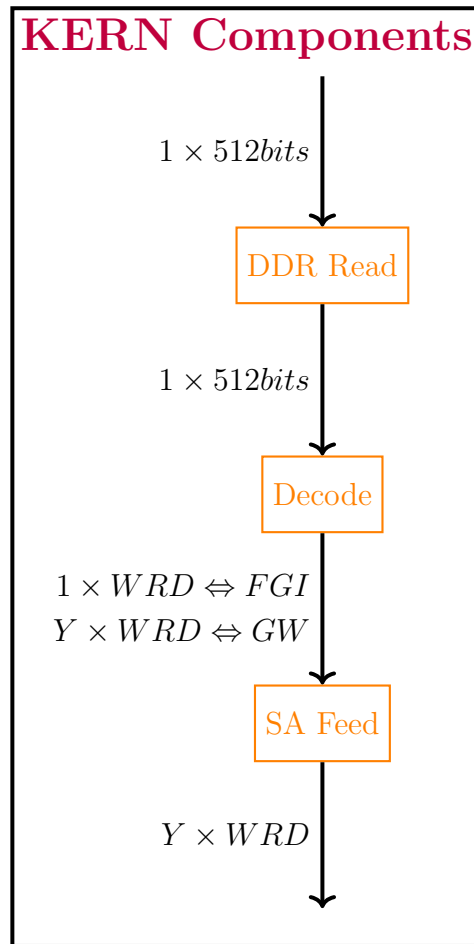 KERN Components
1 × 512bits
DDR Read
1 × 512bits
Decode
1 × WRD ⇔ FGI
Y × WRD ⇔ GW
SA Feed
Y × WRD